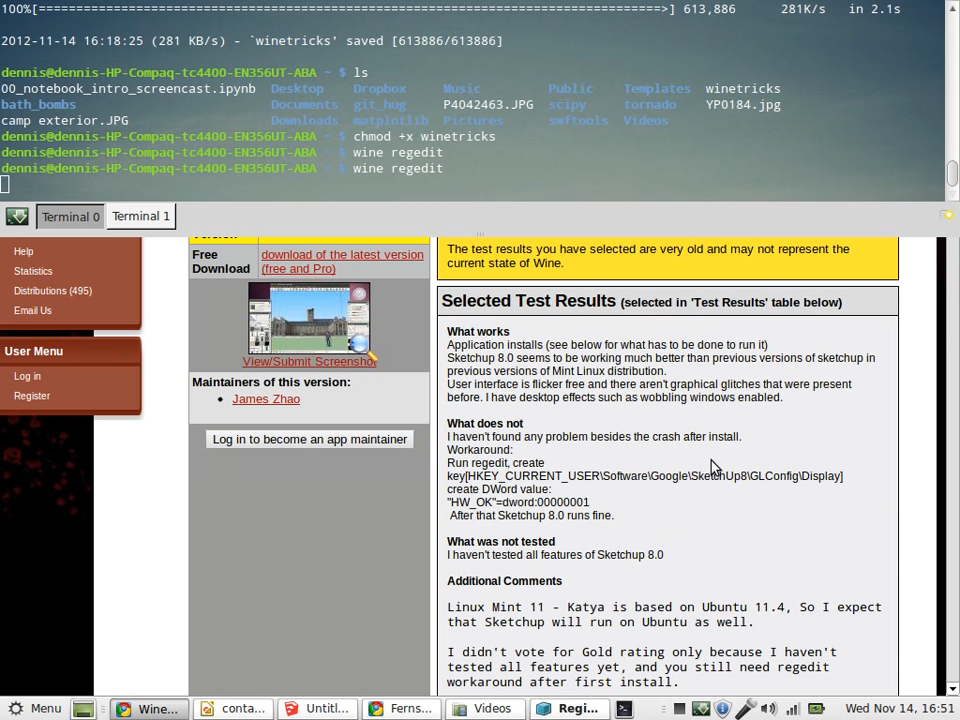 100%[==================================================================>] 613,886 281K/s in 2.1s
2012-11-14 16:18:25 (281 KB/s) - `winetricks' saved [613886/613886]
dennis@dennis-HP-Compaq-tc4400-EN356UT-ABA ~ $ ls
00_notebook_intro_screencast.ipynb Desktop Dropbox Music Public Templates winetricks
bath_bombs Documents git_hug P4042463.JPG scipy tornado YP0184.jpg
camp exterior.JPG Downloads matplotlib Pictures swftools Videos
dennis@dennis-HP-Compaq-tc4400-EN356UT-ABA ~ $ chmod +x winetricks
dennis@dennis-HP-Compaq-tc4400-EN356UT-ABA ~ $ wine regedit
dennis@dennis-HP-Compaq-tc4400-EN356UT-ABA ~ $ wine regedit
Terminal 0 Terminal 1
Help
Statistics
Distributions (495)
Email Us
User Menu
Log in
Register
Free Download
download of the latest version
(free and Pro)
View/Submit Screenshot
Maintainers of this version:
James Zhao
Log in to become an app maintainer
The test results you have selected are very old and may not represent the
current state of Wine.
Selected Test Results (selected in 'Test Results' table below)
What works
Application installs (see below for what has to be done to run it)
Sketchup 8.0 seems to be working much better than previous versions of sketchup in
previous versions of Mint Linux distribution.
User interface is flicker free and there aren't graphical glitches that were present
before. I have desktop effects such as wobbling windows enabled.
What does not
I haven't found any problem besides the crash after install.
Workaround:
Run regedit, create
key[HKEY_CURRENT_USER\Software\Google\SketchUp8\GLConfig\Display]
create DWord value:
"HW_OK"=dword:00000001
After that Sketchup 8.0 runs fine.
What was not tested
I haven't tested all features of Sketchup 8.0
Additional Comments
Linux Mint 11 - Katya is based on Ubuntu 11.4, So I expect
that Sketchup will run on Ubuntu as well.
I didn't vote for Gold rating only because I haven't
tested all features yet, and you still need regedit
workaround after first install.
Menu Wine... conta... Untitl... Ferns... Videos Regi... Wed Nov 14, 16:51